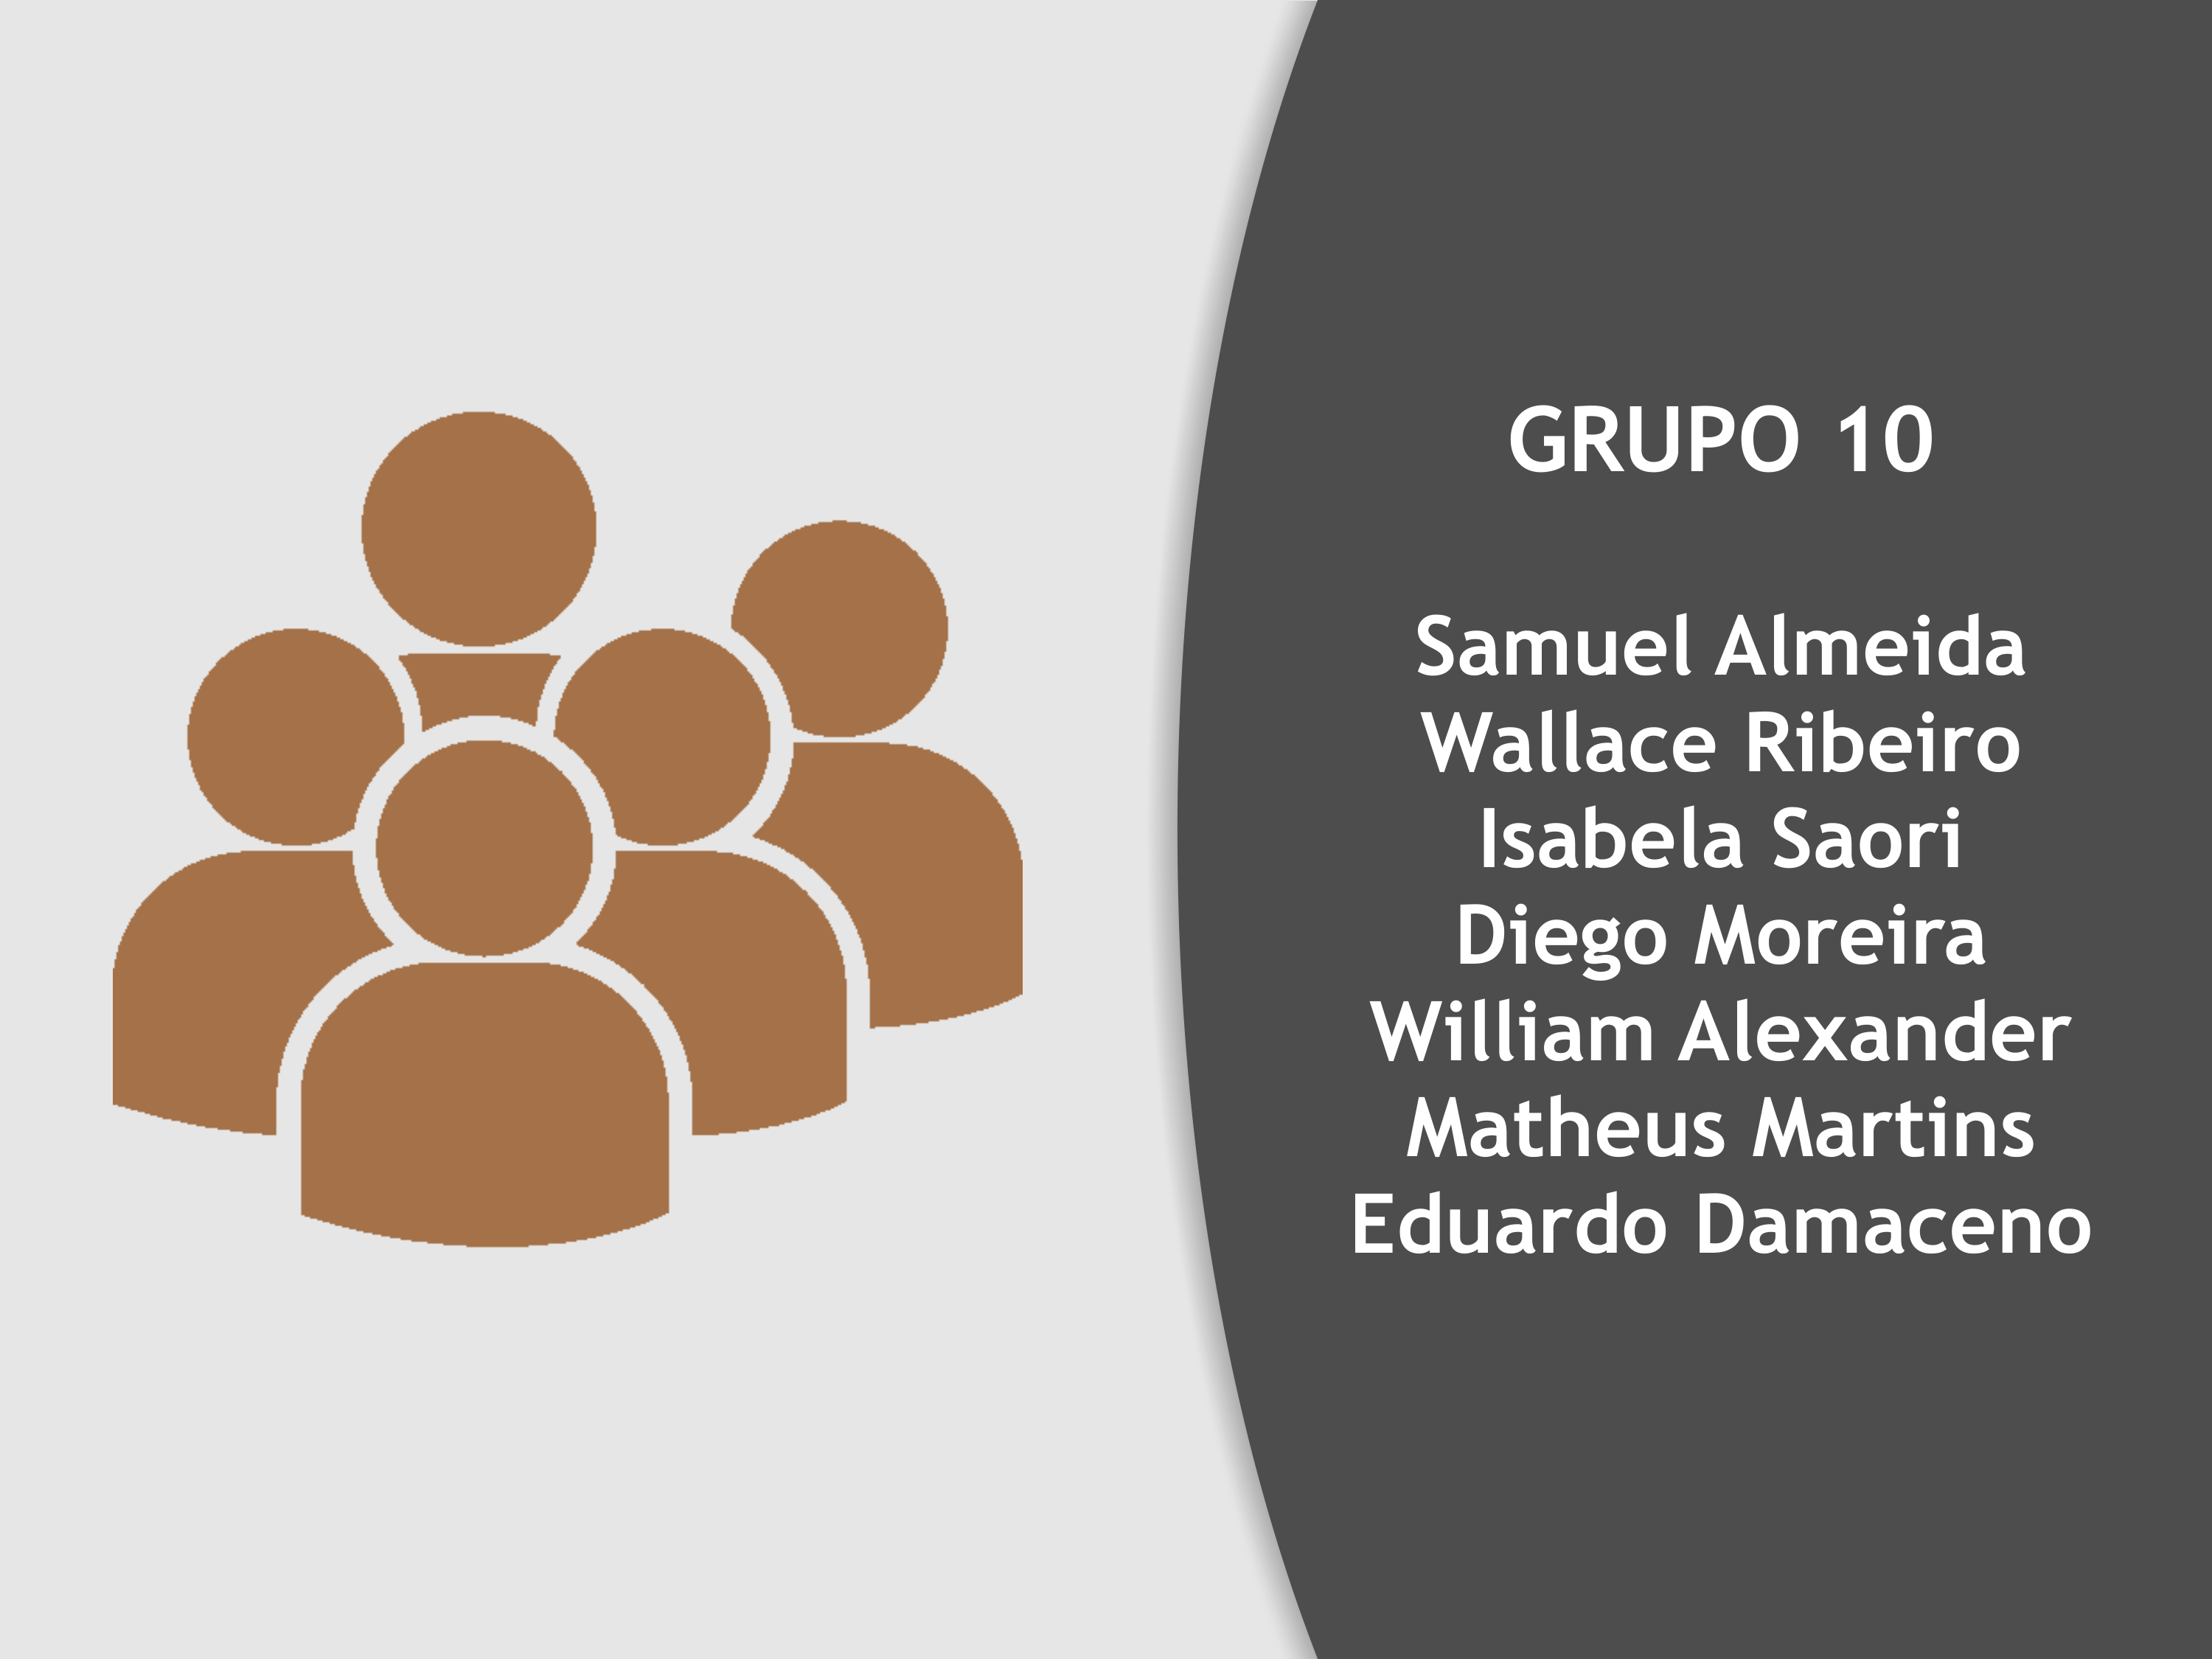 GRUPO 10
Samuel Almeida
Wallace Ribeiro
Isabela Saori
Diego Moreira
William Alexander
Matheus Martins
Eduardo Damaceno